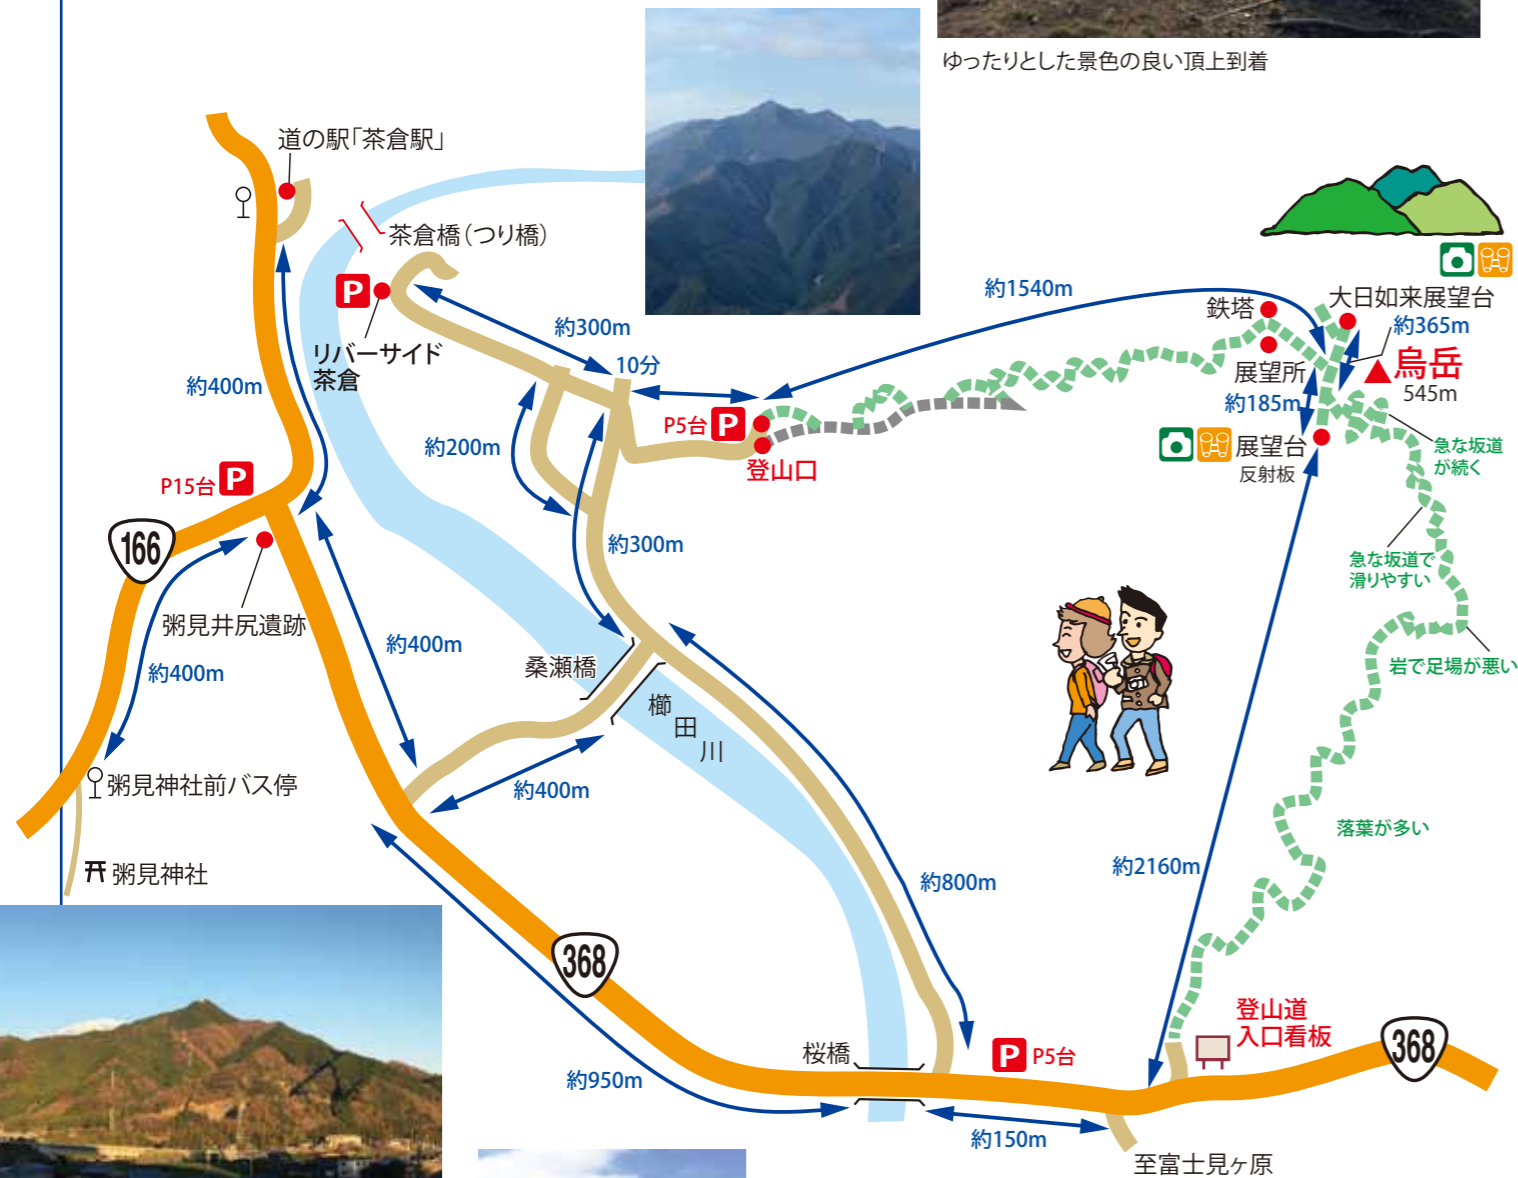 ゆったりとした景色の良い頂上到着
道の駅「茶倉駅」
茶倉橋（つり橋）
P
リバーサイド
茶倉
約300m
10分
約400m
約200m
P5台 P
登山口
約1540m
鉄塔
大日如来展望台
約365m
烏岳
545m
展望所
約185m
展望台
反射板
急な坂道
が続く
急な坂道で
滑りやすい
岩で足場が悪い
落葉が多い
P15台 P
166
粥見井尻遺跡
約400m
約400m
約300m
桑瀬橋
櫛
田
川
約400m
粥見神社前バス停
粥見神社
約800m
約2160m
368
約950m
桜橋
P P5台
登山道
入口看板
368
約150m
至富士見ヶ原